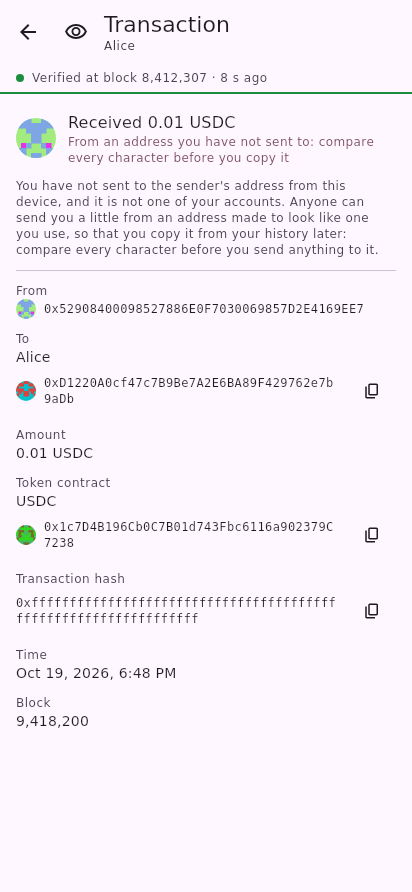 Transaction
Alice
Verified at block 8,412,307 · 8 s ago
Received 0.01 USDC
From an address you have not sent to: compare
every character before you copy it
You have not sent to the sender's address from this
device, and it is not one of your accounts. Anyone can
send you a little from an address made to look like one
you use, so that you copy it from history later:
compare every character before you send anything to it.
From
0x52908400098527886E0F7030069857D2E4169EE7
To
Alice
0xD1220A0cf47c7B9Be7A2E6BA89F429762e7b
9aDb
Amount
0.01 USDC
Token contract
USDC
0x1c7D4B196Cb0C7B01d743Fbc6116a902379C
7238
Transaction hash
0xffffffffffffffffffffffffffffffffffffffff
ffffffffffffffffffffffff
Time
Oct 19, 2026, 6:48 PM
Block
9,418,200